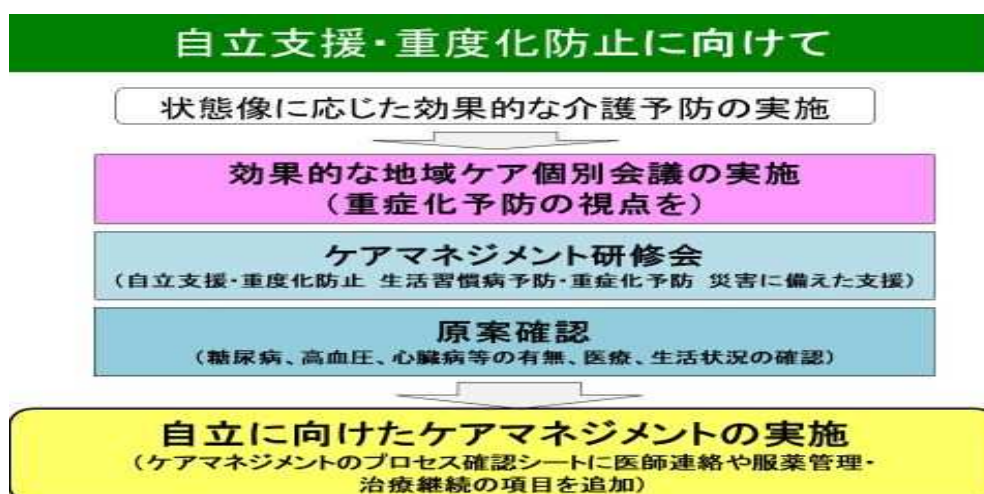 自立支援・重度化防止に向けて
状態像に応じた効果的な介護予防の実施
効果的な地域ケア個別会議の実施
（重症化予防の視点を）
ケアマネジメント研修会
（自立支援・重度化防止 生活習慣病予防・重症化予防 災害に備えた支援）
原案確認
（糖尿病、高血圧、心臓病等の有無、医療、生活状況の確認）
自立に向けたケアマネジメントの実施
（ケアマネジメントのプロセス確認シートに医師連絡や服薬管理・
治療継続の項目を追加）